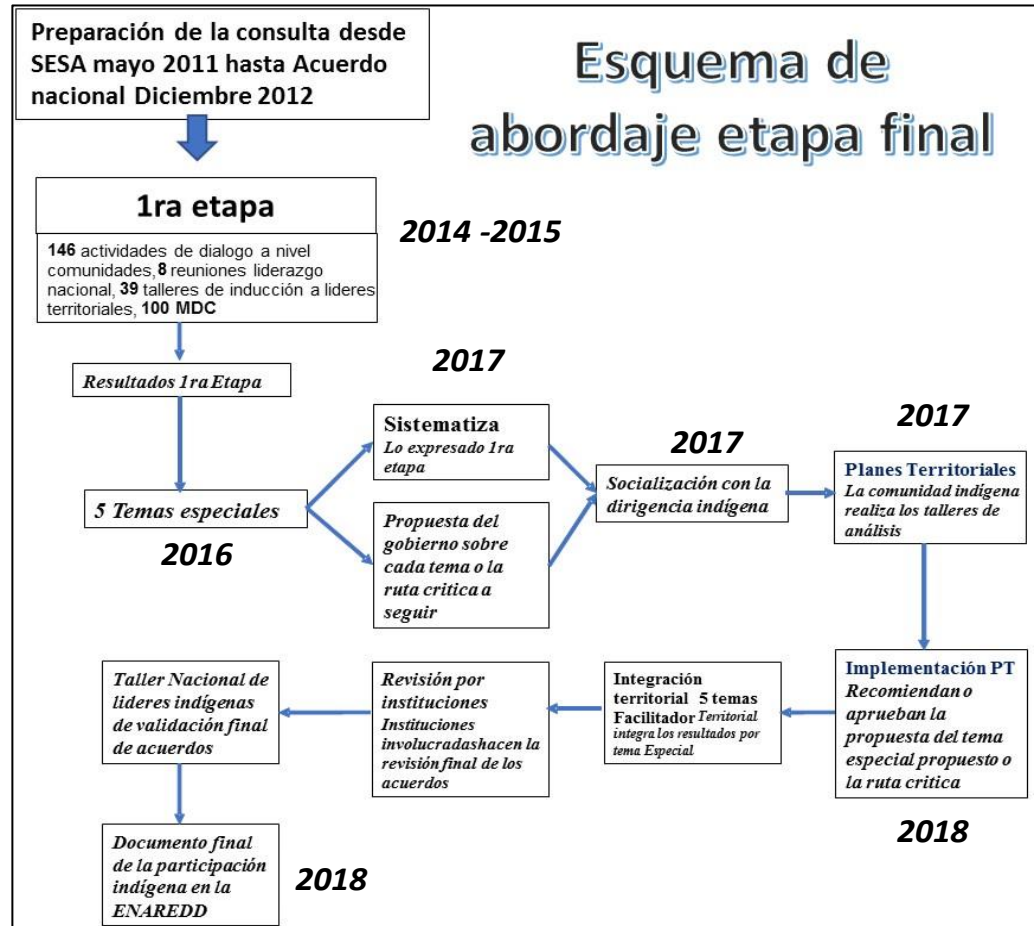 Preparación de la consulta desde
SESA mayo 2011 hasta Acuerdo
nacional Diciembre 2012
Esquema de
abordaje etapa final
1ra etapa
2014 -2015
146 actividades de dialogo a nivel
comunidades, 8 reuniones liderazgo
nacional, 39 talleres de inducción a lideres
territoriales, 100 MDC
Resultados 1ra Etapa
5 Temas especiales
2016
2017
Sistematiza
Lo expresado 1ra
etapa
Propuesta del
gobierno sobre
cada tema o la
ruta critica a
seguir
2017
Socialización con la
dirigencia indígena
2017
Planes Territoriales
La comunidad indígena
realiza los talleres de
análisis
Implementación PT
Recomiendan o
aprueban la
propuesta del tema
especial propuesto o
la ruta critica
2018
Integración
territorial 5 temas
Facilitador Territorial
integra los resultados por
tema Especial
Revisión por
instituciones
Instituciones
involucradashacen la
revisión final de los
acuerdos
Taller Nacional de
lideres indígenas
de validación final
de acuerdos
Documento final
de la participación
indígena en la
ENAREDD
2018